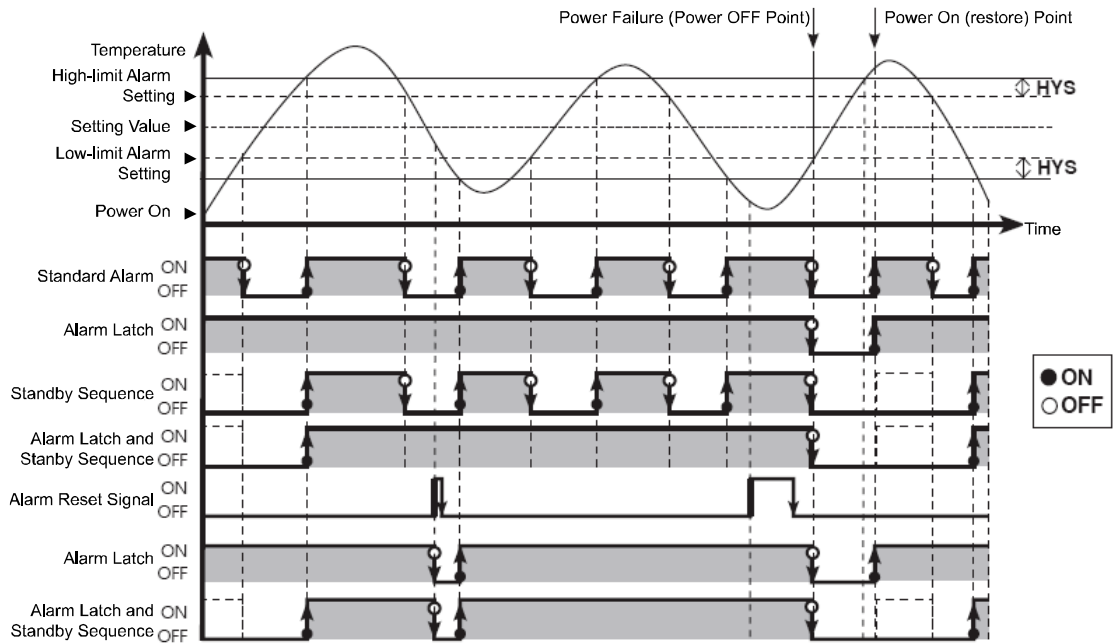 Power Failure (Power OFF Point)
Power On (restore) Point
Temperature
High-limit Alarm
Setting
HYS
Setting Value
Low-limit Alarm
Setting
HYS
Power On
Time
Standard Alarm
ON
OFF
Alarm Latch
ON
OFF
Standby Sequence
ON
OFF
Alarm Latch and
Stanby Sequence
ON
OFF
Alarm Reset Signal
ON
OFF
Alarm Latch
ON
OFF
Alarm Latch and
Standby Sequence
ON
OFF
ON
OFF